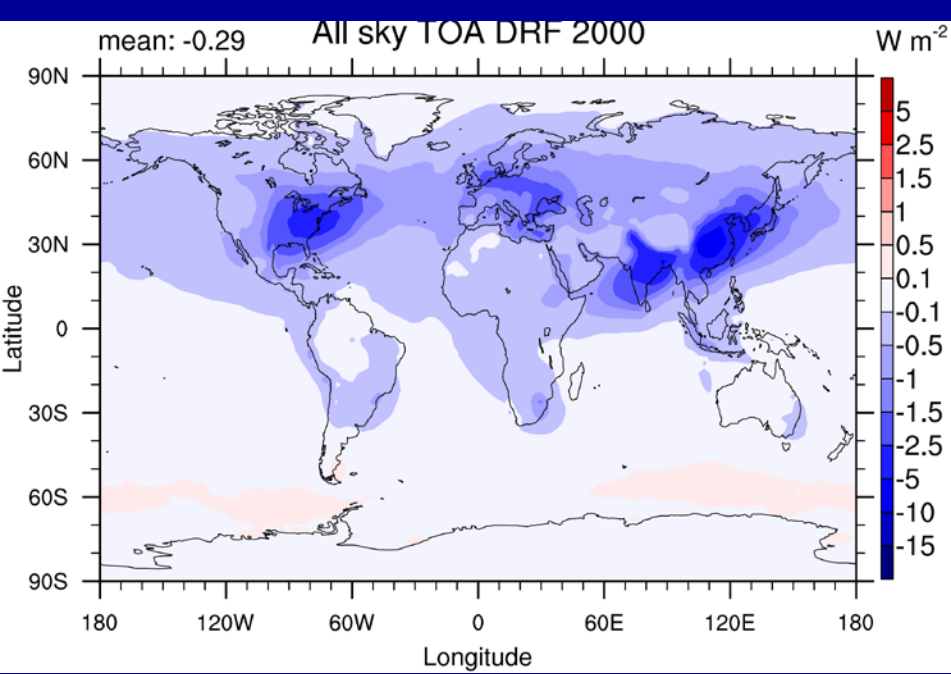 mean: -0.29
All sky TOA DRF 2000
W m-2
90N
60N
30N
0
30S
60S
90S
Latitude
180
120W
60W
0
60E
120E
180
Longitude
5
2.5
1.5
1
0.5
0.1
-0.1
-0.5
-1
-1.5
-2.5
-5
-10
-15